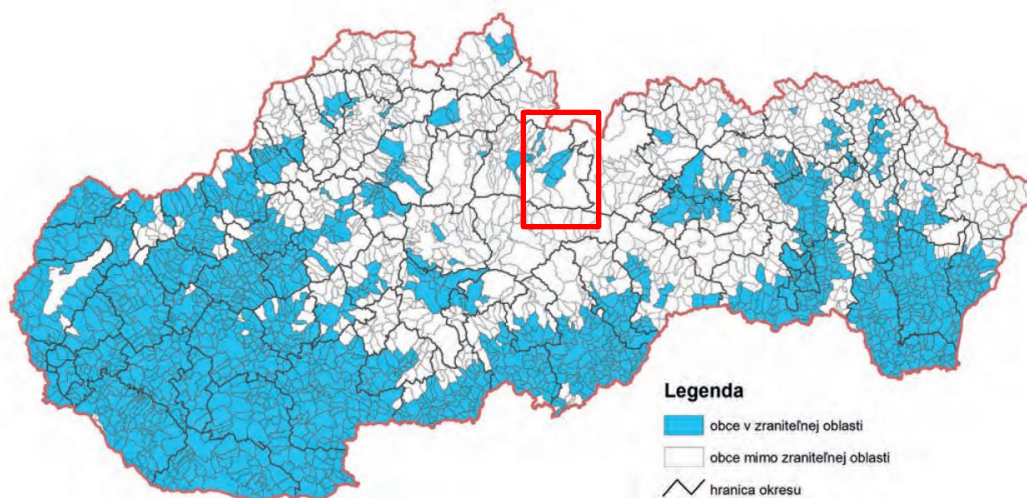 Legenda
obce v zraniteľnej oblasti
obce mimo zraniteľnej oblasti
hranica okresu